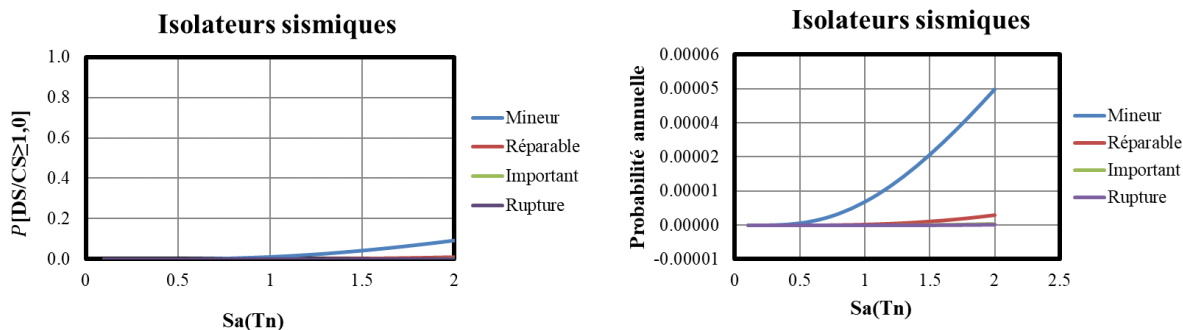 Isolateurs sismiques
P[DS/CS≥1,0]
1.0
0.8
0.6
0.4
0.2
0.0
0
0.5
1
1.5
2
Sa(Tn)
Mineur
Réparable
Important
Rupture
Isolateurs sismiques
Probabilité annuelle
0.00006
0.00005
0.00004
0.00002
0.00001
0.00000
-0.00001
0
0.5
1
1.5
2
2.5
Sa(Tn)
Mineur
Réparable
Important
Rupture